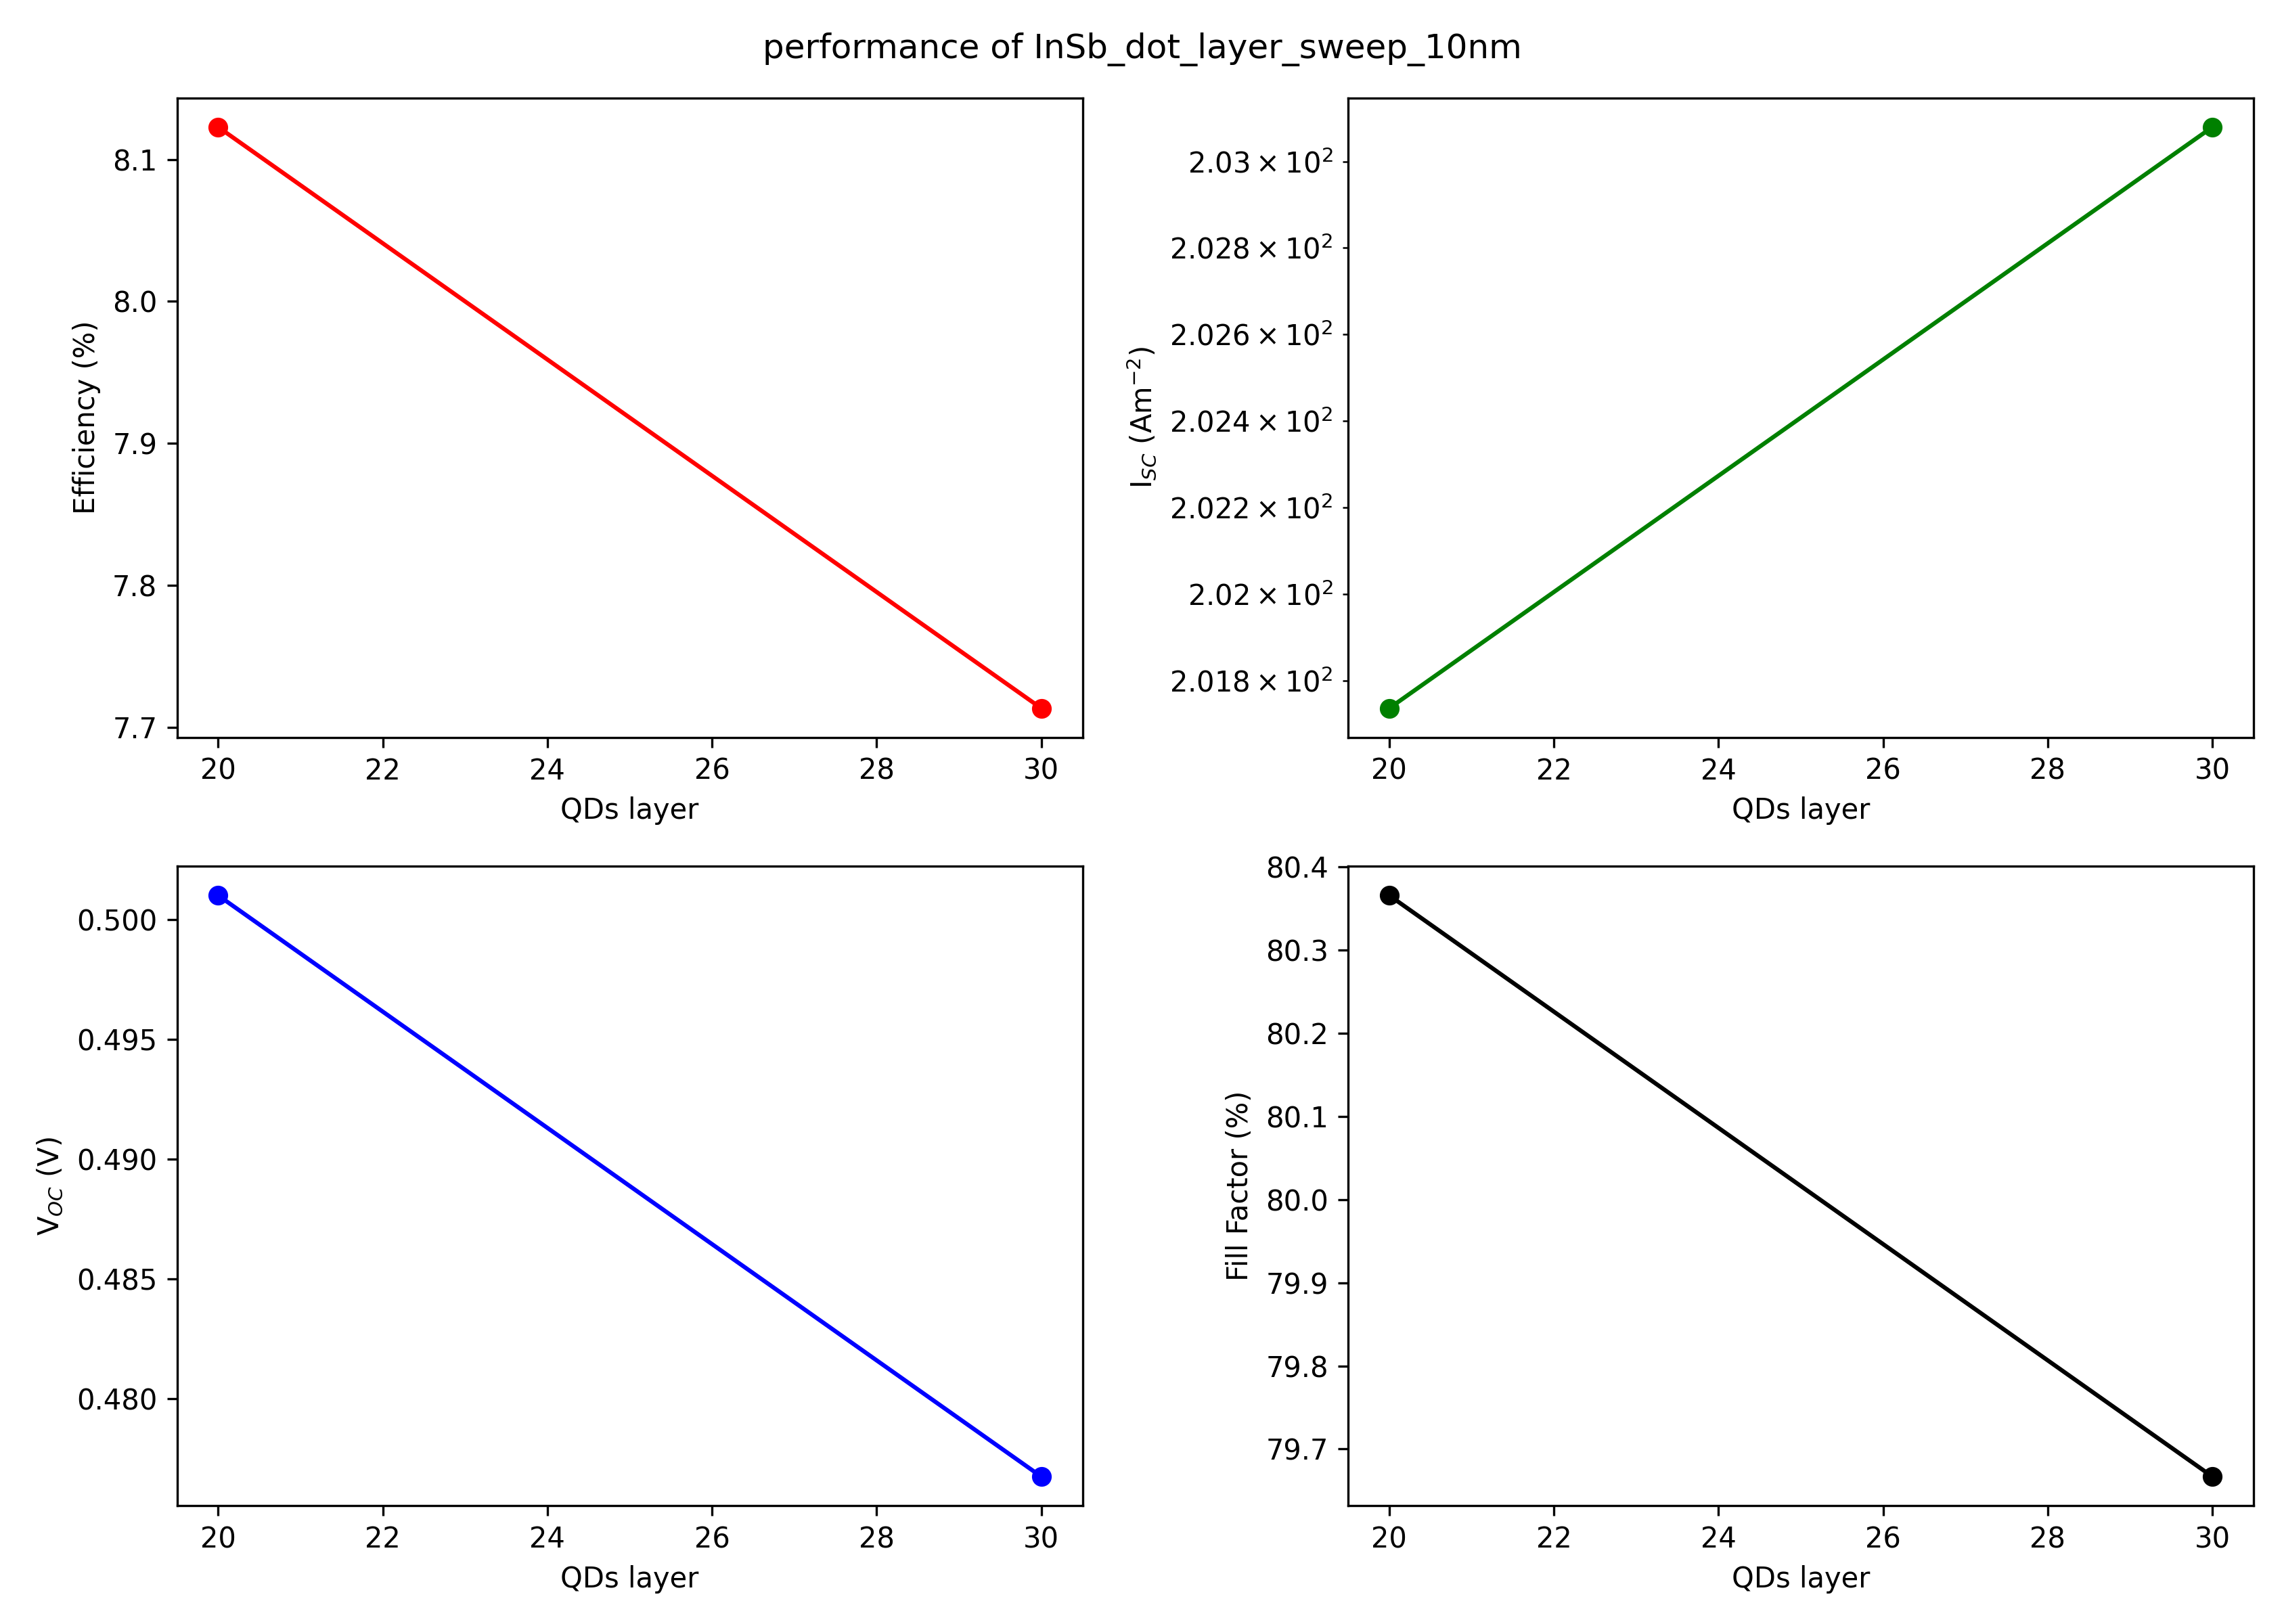 performance of InSb_dot_layer_sweep_10nm
Efficiency (%)
8.1
8.0
7.9
7.8
7.7
20 22 24 26 28 30
QDs layer
I_SC (Am⁻²)
2.03 × 10²
2.028 × 10²
2.026 × 10²
2.024 × 10²
2.022 × 10²
2.02 × 10²
2.018 × 10²
20 22 24 26 28 30
QDs layer
V_OC (V)
0.500
0.495
0.490
0.485
0.480
20 22 24 26 28 30
QDs layer
Fill Factor (%)
80.4
80.3
80.2
80.1
80.0
79.9
79.8
79.7
20 22 24 26 28 30
QDs layer